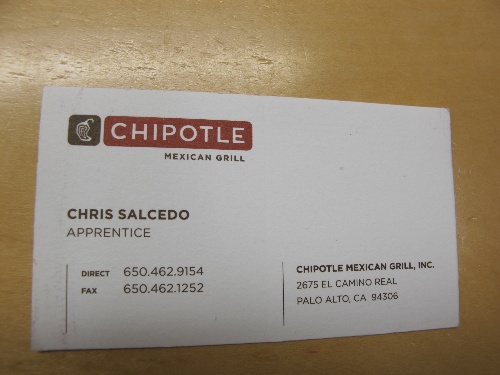 CHIPOTLE
MEXICAN GRILL
CHRIS SALCEDO
APPRENTICE
DIRECT 650.462.9154
FAX 650.462.1252
CHIPOTLE MEXICAN GRILL, INC.
2675 EL CAMINO REAL
PALO ALTO, CA 94306